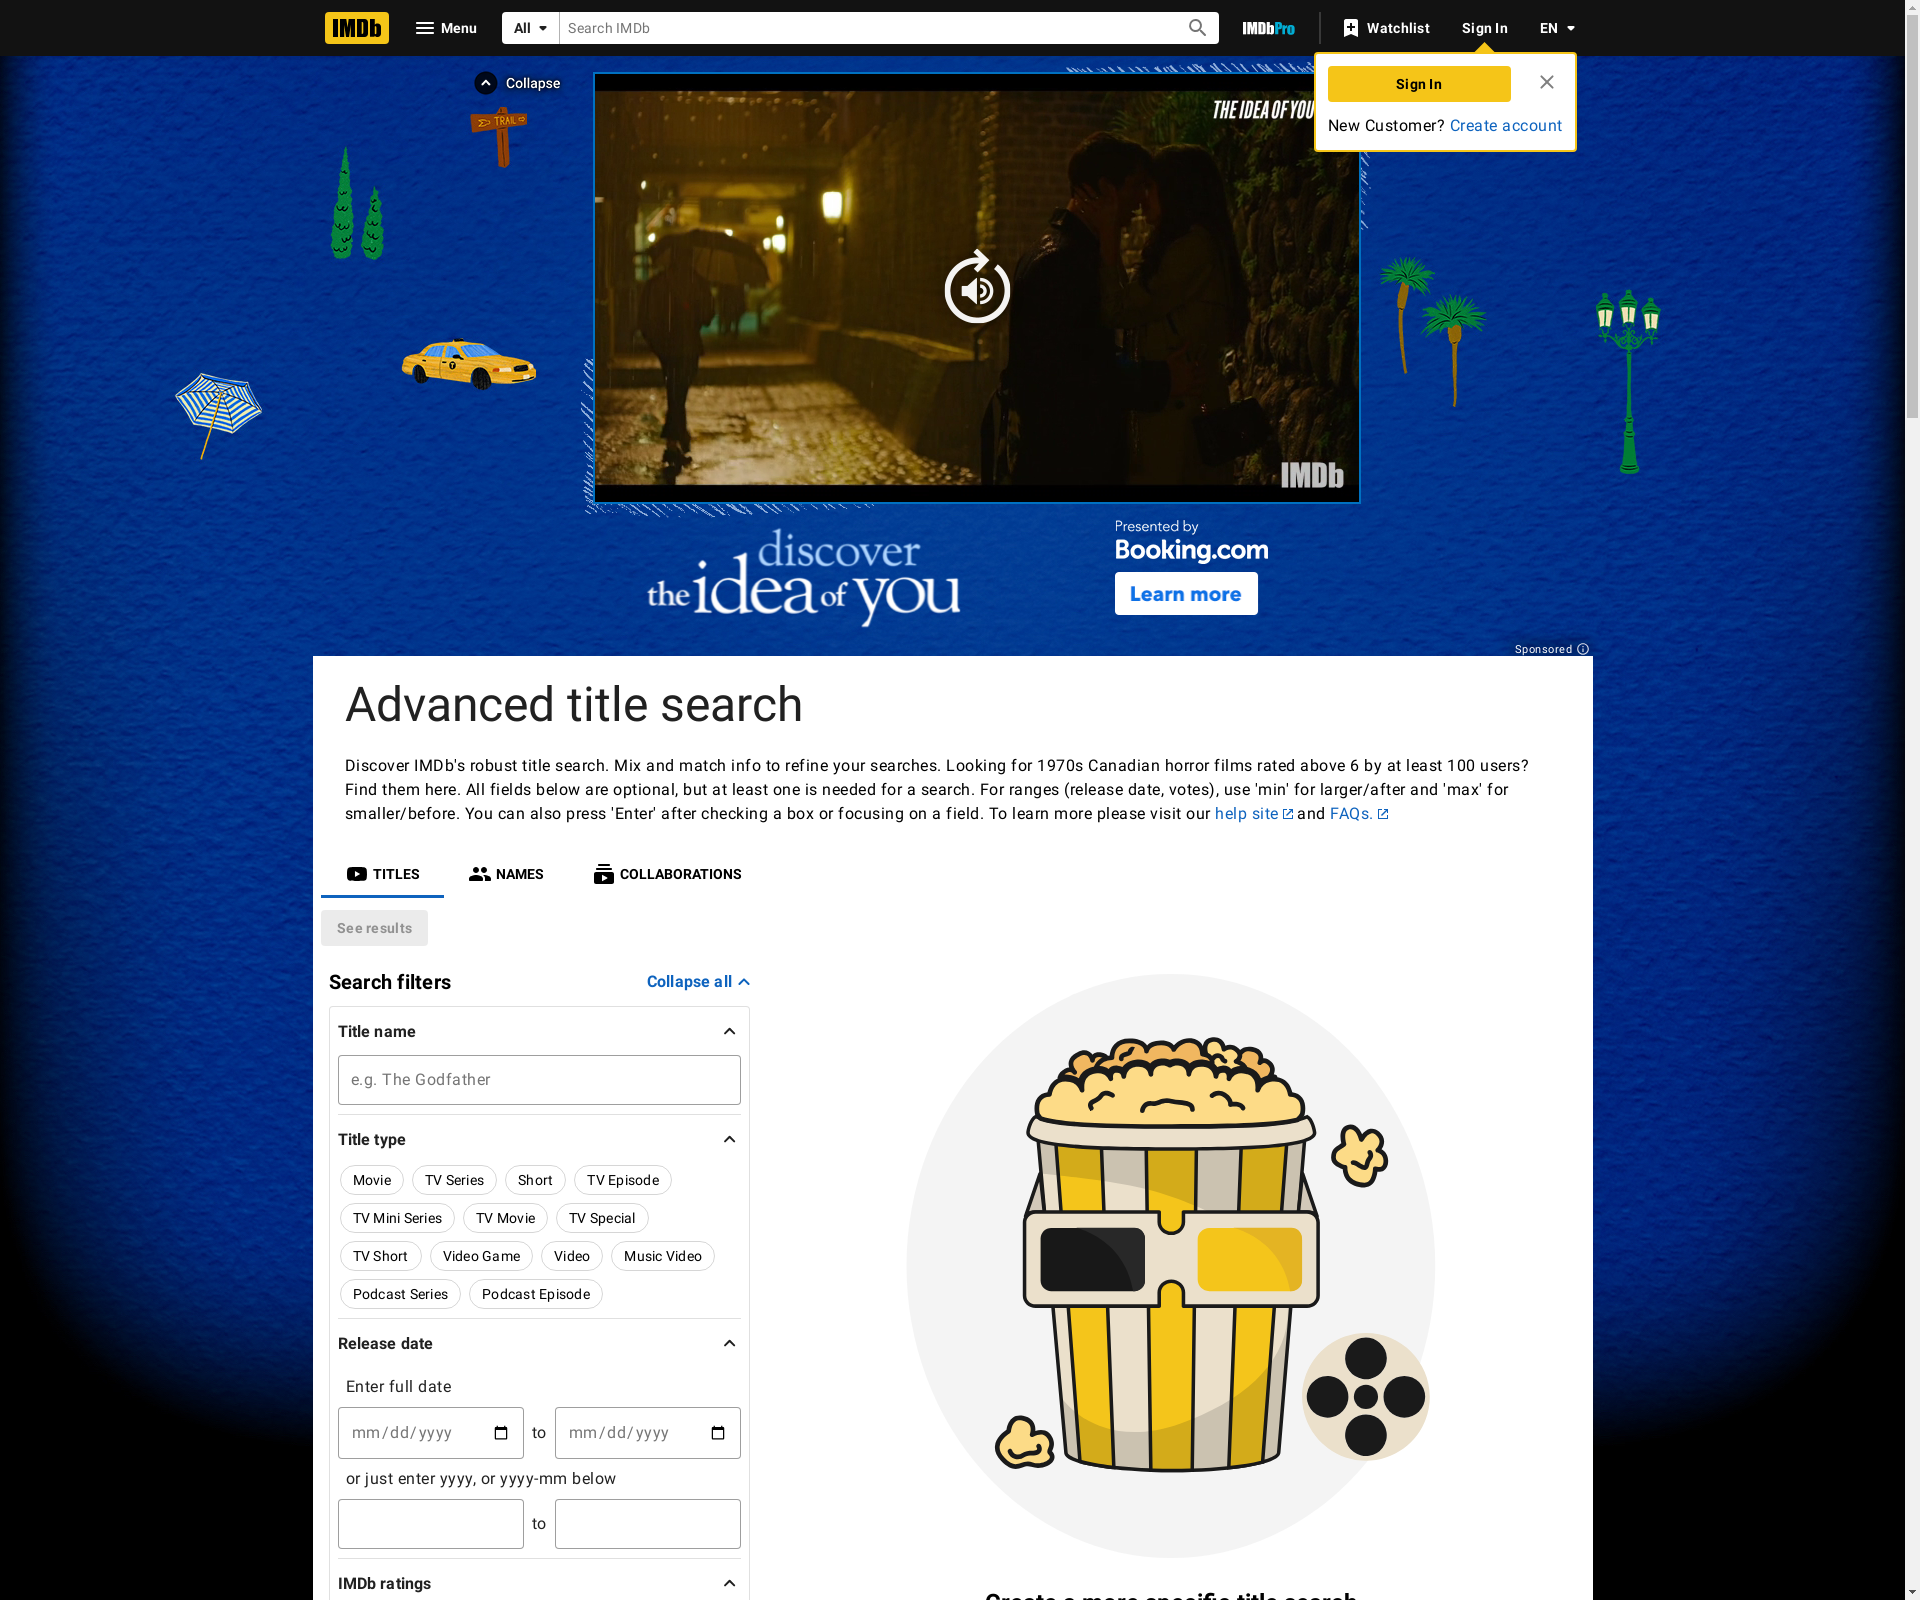 IMDb
Menu
All
Search IMDb
IMDbPro
Watchlist
Sign In
EN
Sign In
New Customer? Create account
Collapse
TRAIL
THE IDEA OF YOU
IMDb
discover
the idea of you
Presented by
Booking.com
Learn more
Sponsored
Advanced title search
Discover IMDb's robust title search. Mix and match info to refine your searches. Looking for 1970s Canadian horror films rated above 6 by at least 100 users?
Find them here. All fields below are optional, but at least one is needed for a search. For ranges (release date, votes), use 'min' for larger/after and 'max' for
smaller/before. You can also press 'Enter' after checking a box or focusing on a field. To learn more please visit our help site and FAQs.
TITLES
NAMES
COLLABORATIONS
See results
Search filters
Collapse all
Title name
e.g. The Godfather
Title type
Movie
TV Series
Short
TV Episode
TV Mini Series
TV Movie
TV Special
TV Short
Video Game
Video
Music Video
Podcast Series
Podcast Episode
Release date
Enter full date
mm/dd/yyyy
to
mm/dd/yyyy
or just enter yyyy, or yyyy-mm below
to
IMDb ratings
Create a more specific title search